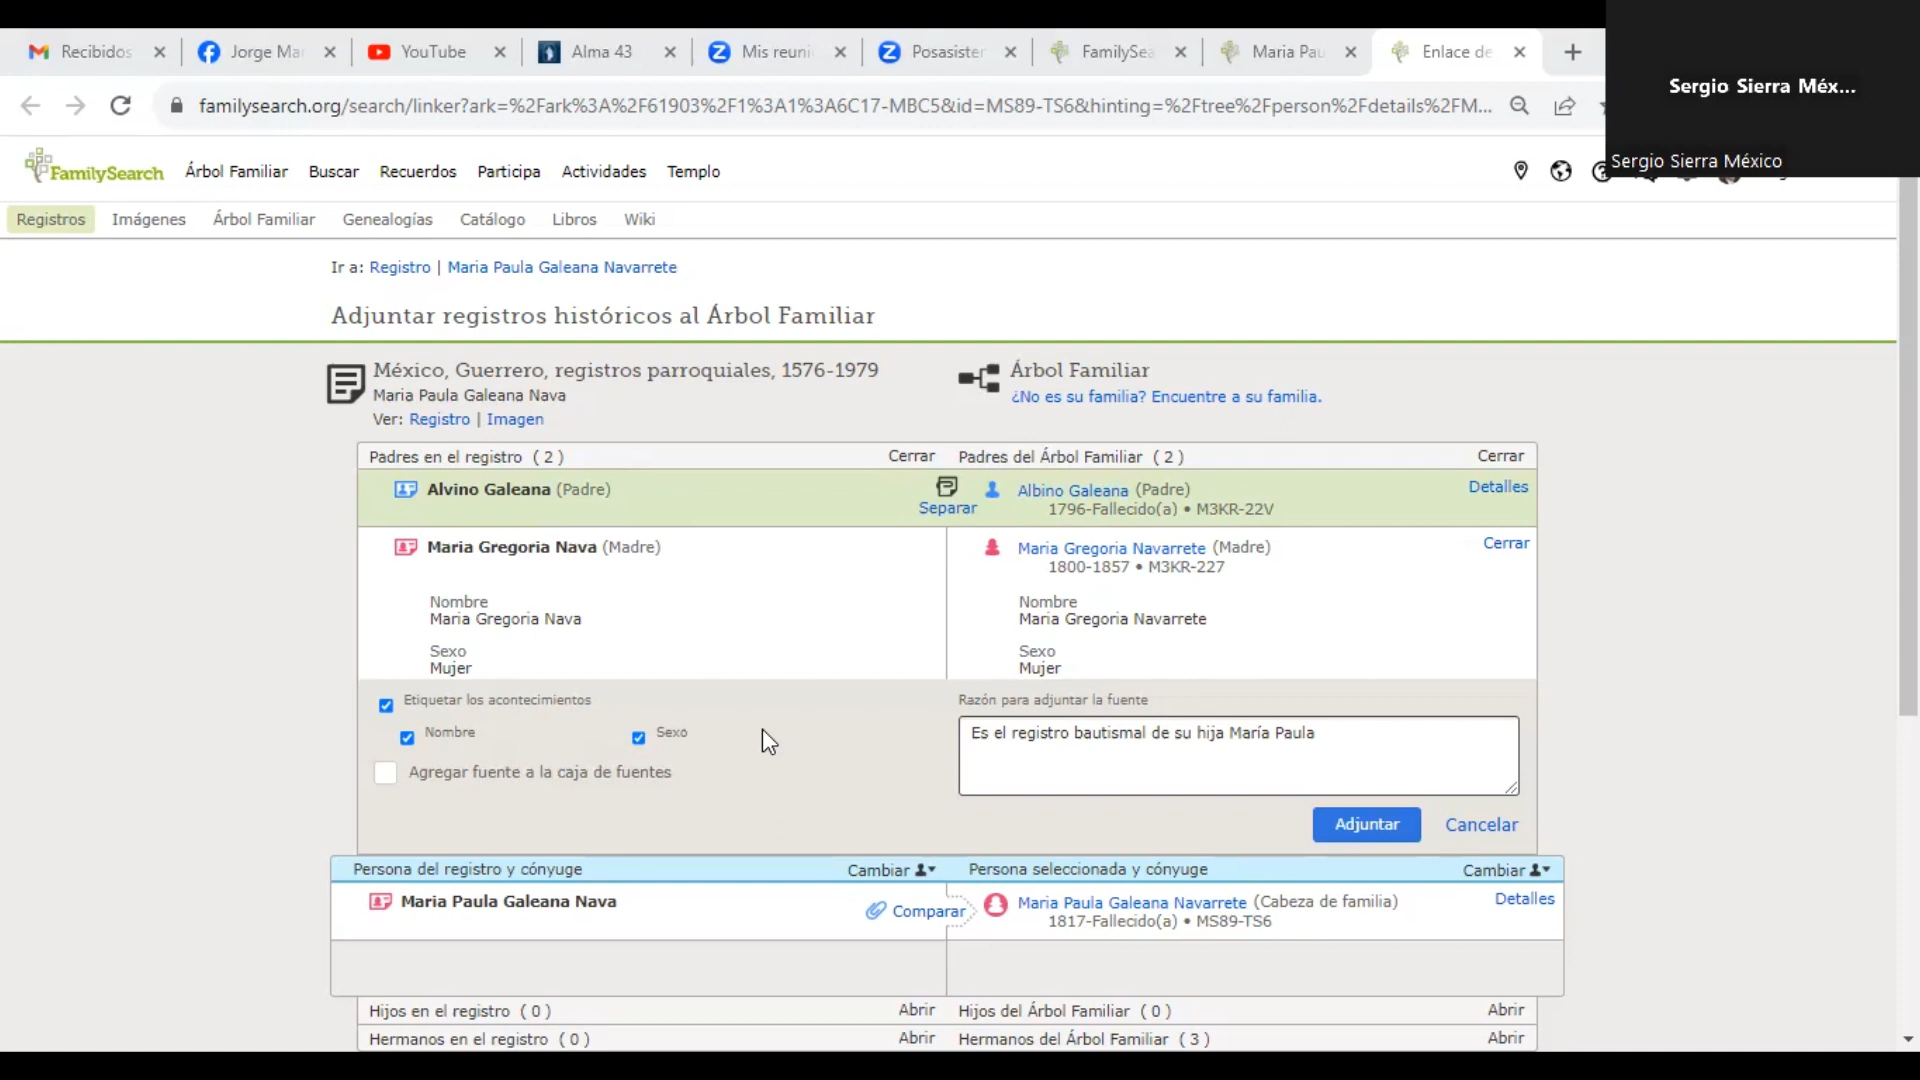 Recibidos
Jorge Mar
YouTube
Alma 43
Mis reuni
Posasister
FamilySea
Maria Pau
Enlace de
familysearch.org/search/linker?ark=%2Fark%3A%2F61903%2F1%3A1%3A6C17-MBC5&id=MS89-TS6&hinting=%2Ftree%2Fperson%2Fdetails%2FM...
Sergio Sierra Méx...
Sergio Sierra México
FamilySearch
Árbol Familiar
Buscar
Recuerdos
Participa
Actividades
Templo
Registros
Imágenes
Árbol Familiar
Genealogías
Catálogo
Libros
Wiki
Ir a: Registro | Maria Paula Galeana Navarrete
Adjuntar registros históricos al Árbol Familiar
México, Guerrero, registros parroquiales, 1576-1979
Maria Paula Galeana Nava
Ver: Registro | Imagen
Árbol Familiar
¿No es su familia? Encuentre a su familia.
Padres en el registro ( 2 )
Cerrar
Padres del Árbol Familiar ( 2 )
Cerrar
Alvino Galeana (Padre)
Separar
Albino Galeana (Padre)
1796-Fallecido(a) • M3KR-22V
Detalles
Maria Gregoria Nava (Madre)
Maria Gregoria Navarrete (Madre)
1800-1857 • M3KR-227
Cerrar
Nombre
Maria Gregoria Nava
Nombre
Maria Gregoria Navarrete
Sexo
Mujer
Sexo
Mujer
Etiquetar los acontecimientos
Nombre
Sexo
Agregar fuente a la caja de fuentes
Razón para adjuntar la fuente
Es el registro bautismal de su hija María Paula
Adjuntar
Cancelar
Persona del registro y cónyuge
Cambiar
Persona seleccionada y cónyuge
Cambiar
Maria Paula Galeana Nava
Comparar
Maria Paula Galeana Navarrete (Cabeza de familia)
1817-Fallecido(a) • MS89-TS6
Detalles
Hijos en el registro ( 0 )
Abrir
Hijos del Árbol Familiar ( 0 )
Abrir
Hermanos en el registro ( 0 )
Abrir
Hermanos del Árbol Familiar ( 3 )
Abrir